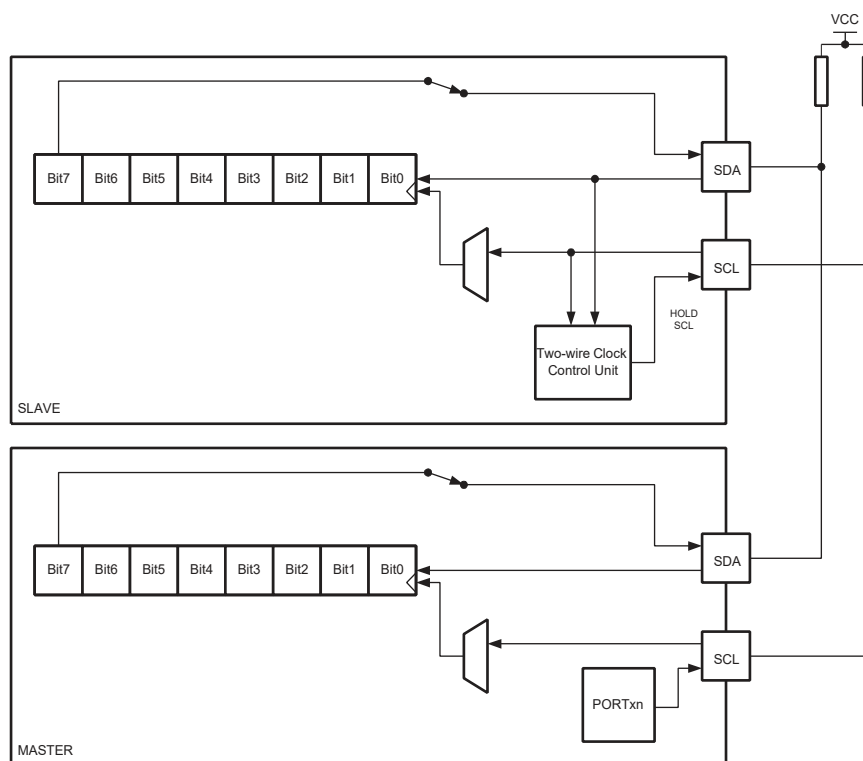 VCC
Bit7 Bit6 Bit5 Bit4 Bit3 Bit2 Bit1 Bit0
SDA
SCL
HOLD
SCL
Two-wire Clock
Control Unit
SLAVE
Bit7 Bit6 Bit5 Bit4 Bit3 Bit2 Bit1 Bit0
SDA
SCL
PORTxn
MASTER